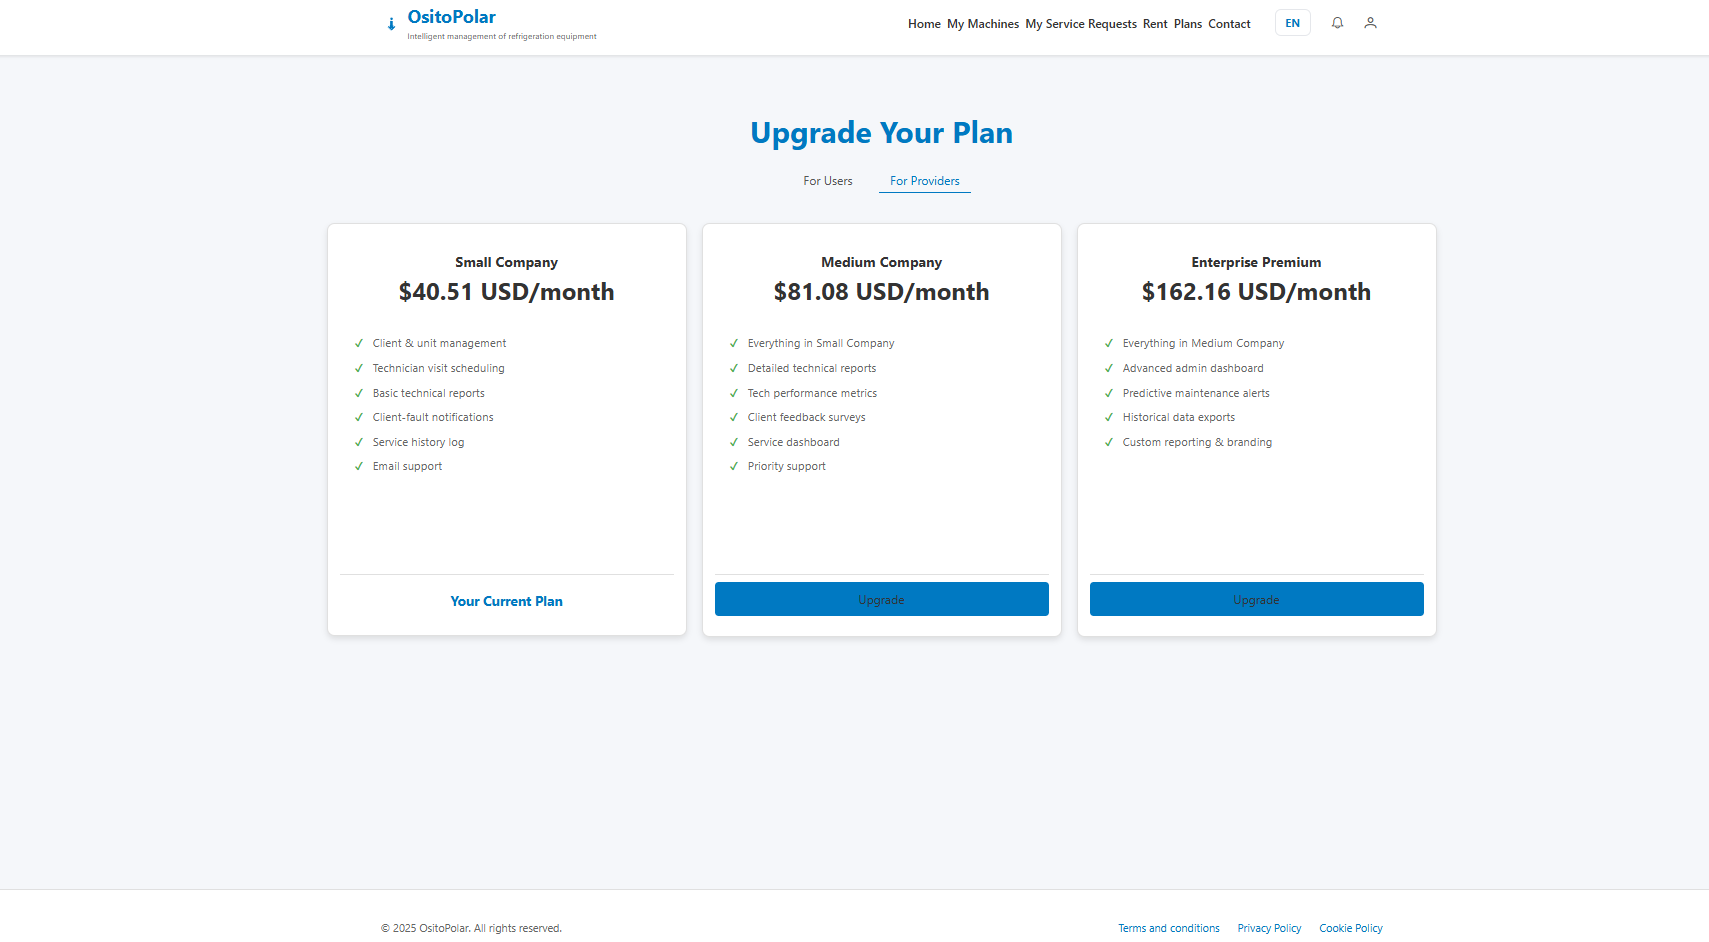 OsitoPolar
Intelligent management of refrigeration equipment
Home My Machines My Service Requests Rent Plans Contact EN
Upgrade Your Plan
For Users For Providers
Small Company
$40.51 USD/month
✓ Client & unit management
✓ Technician visit scheduling
✓ Basic technical reports
✓ Client-fault notifications
✓ Service history log
✓ Email support
Your Current Plan
Medium Company
$81.08 USD/month
✓ Everything in Small Company
✓ Detailed technical reports
✓ Tech performance metrics
✓ Client feedback surveys
✓ Service dashboard
✓ Priority support
Upgrade
Enterprise Premium
$162.16 USD/month
✓ Everything in Medium Company
✓ Advanced admin dashboard
✓ Predictive maintenance alerts
✓ Historical data exports
✓ Custom reporting & branding
Upgrade
© 2025 OsitoPolar. All rights reserved.
Terms and conditions Privacy Policy Cookie Policy